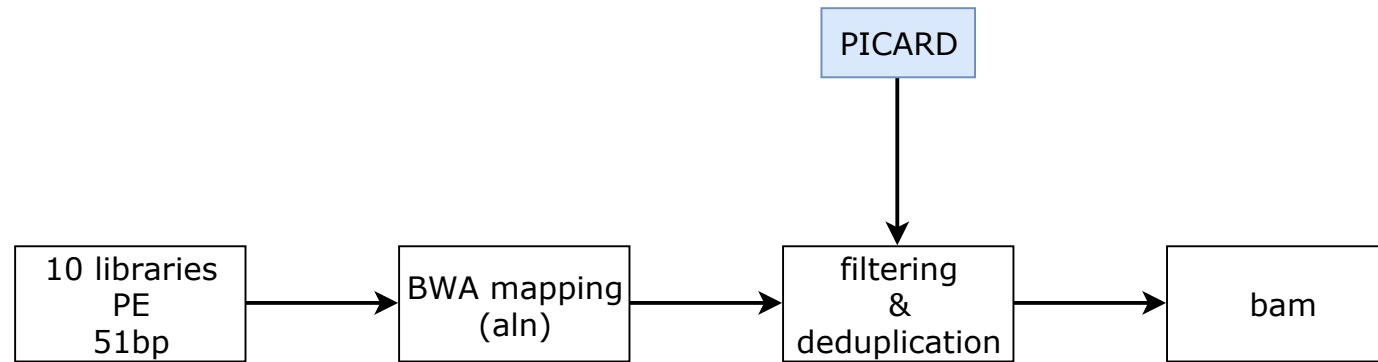 PICARD
10 libraries
PE
51bp
BWA mapping
(aln)
filtering
&
deduplication
bam